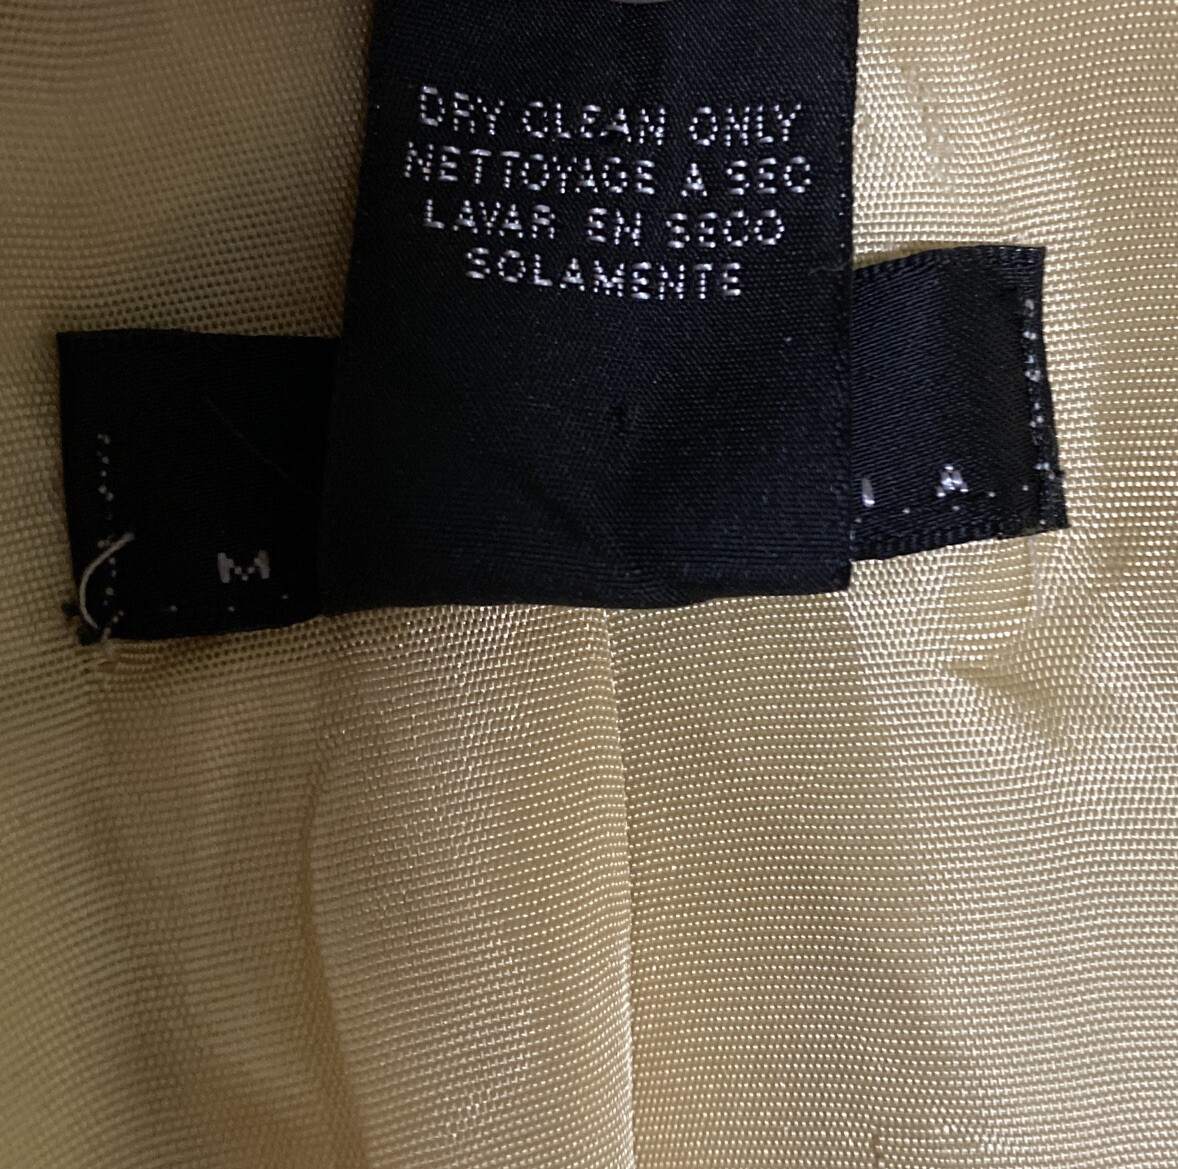 DRY CLEAN ONLY
NETTOYAGE A SEC
LAVAR EN SECO
SOLAMENTE
M